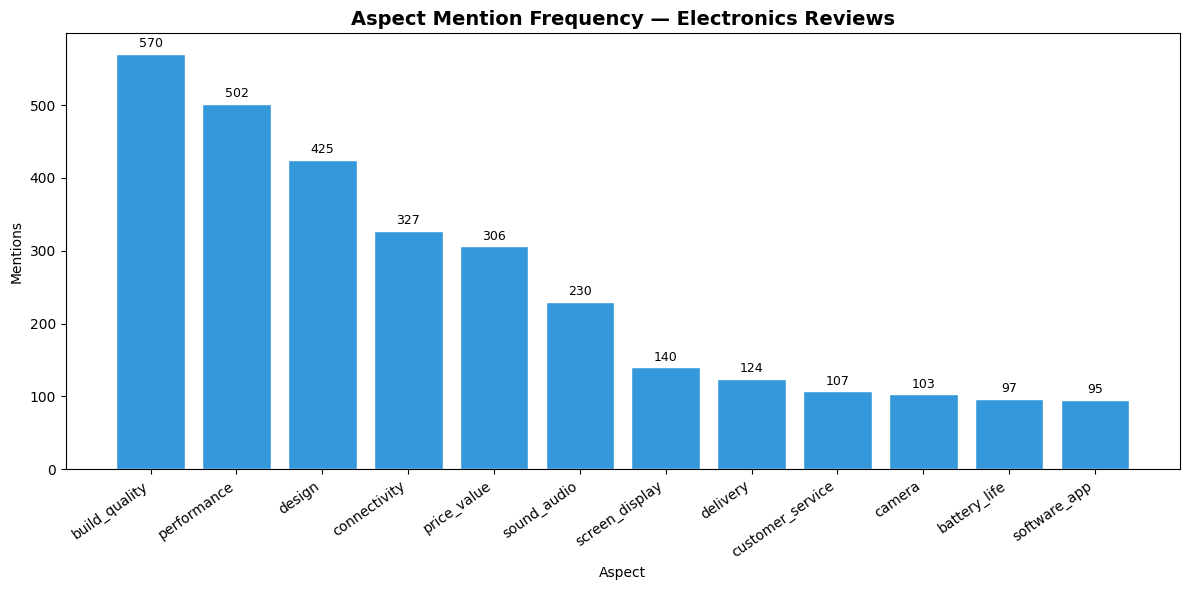 Aspect Mention Frequency — Electronics Reviews
570
502
425
327
306
230
140
124
107
103
97
95
Mentions
500
400
300
200
100
0
build_quality
performance
design
connectivity
price_value
sound_audio
screen_display
delivery
customer_service
camera
battery_life
software_app
Aspect